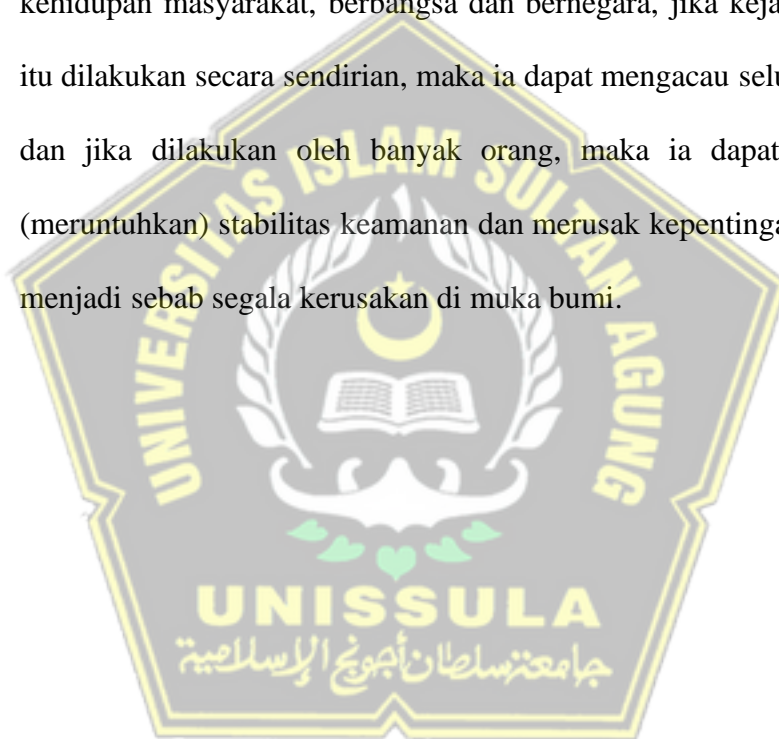 kehidupan masyarakat, berbangsa dan bernegara, jika keja
itu dilakukan secara sendirian, maka ia dapat mengacau selu
dan jika dilakukan oleh banyak orang, maka ia dapat
(meruntuhkan) stabilitas keamanan dan merusak kepentinga
menjadi sebab segala kerusakan di muka bumi.
UNIVERSITAS ISLAM SULTAN AGUNG
UNISSULA
جامعة سلطان أجونج الإسلامية